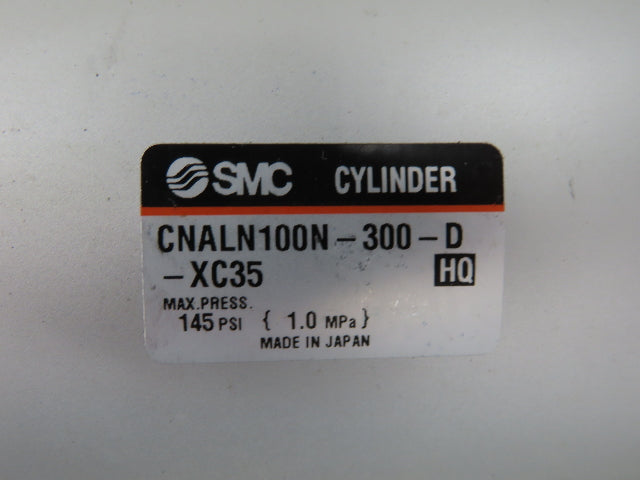 SMC CYLINDER
CNALN100N-300-D
-XC35 HQ
MAX.PRESS.
145 PSI { 1.0 MPa }
MADE IN JAPAN